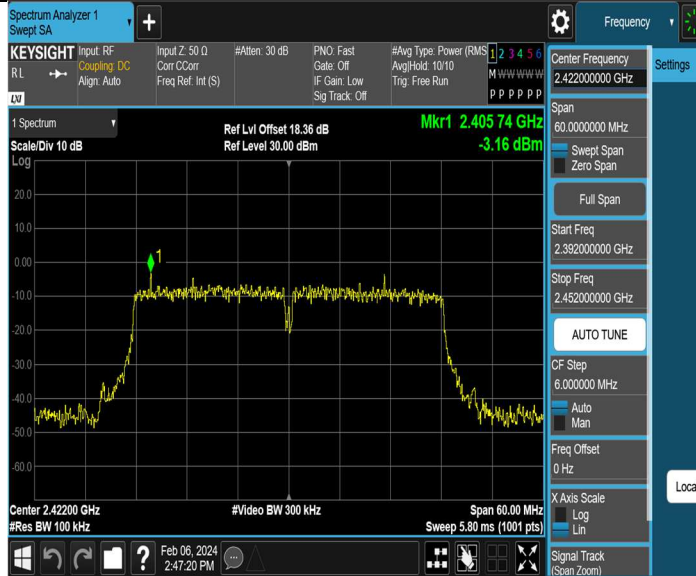 Spectrum Analyzer 1
Swept SA
Frequency
KEYSIGHT
RL
LXI
Input: RF
Coupling: DC
Align: Auto
Input Z: 50 Ω
Corr CCorr
Freq Ref: Int (S)
#Atten: 30 dB
PNO: Fast
Gate: Off
IF Gain: Low
Sig Track: Off
#Avg Type: Power (RMS
Avg|Hold: 10/10
Trig: Free Run
1 2 3 4 5 6
M W W W W W
P P P P P P
Center Frequency
2.422000000 GHz
Settings
Span
60.0000000 MHz
Swept Span
Zero Span
Full Span
Start Freq
2.392000000 GHz
Stop Freq
2.452000000 GHz
AUTO TUNE
CF Step
6.000000 MHz
Auto
Man
Freq Offset
0 Hz
X Axis Scale
Log
Lin
Signal Track
(Span Zoom)
Loca
1 Spectrum
Scale/Div 10 dB
Log
Ref Lvl Offset 18.36 dB
Ref Level 30.00 dBm
Mkr1 2.405 74 GHz
-3.16 dBm
20.0
10.0
0.00
-10.0
-20.0
-30.0
-40.0
-50.0
-60.0
1
Center 2.42200 GHz
#Res BW 100 kHz
#Video BW 300 kHz
Span 60.00 MHz
Sweep 5.80 ms (1001 pts)
?
Feb 06, 2024
2:47:20 PM